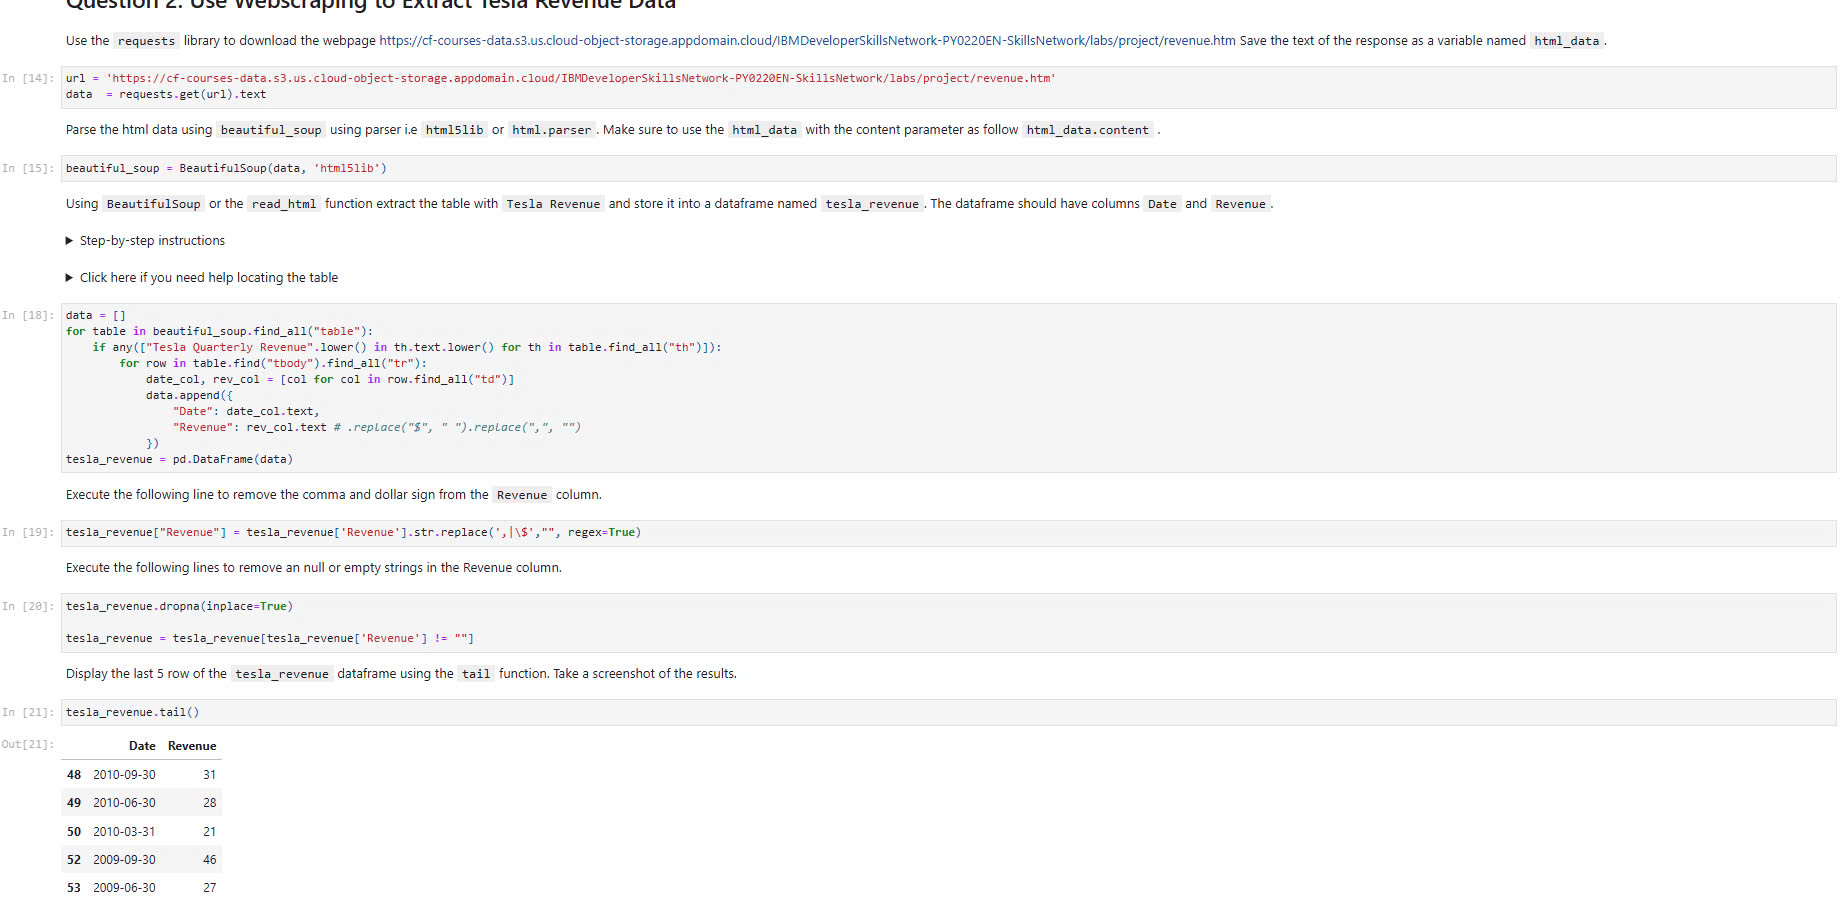 Question 2: Use Webscraping to Extract Tesla Revenue Data
Use the requests library to download the webpage https://cf-courses-data.s3.us.cloud-object-storage.appdomain.cloud/IBMDeveloperSkillsNetwork-PY0220EN-SkillsNetwork/labs/project/revenue.htm Save the text of the response as a variable named html_data .
In [14]: url = 'https://cf-courses-data.s3.us.cloud-object-storage.appdomain.cloud/IBMDeveloperSkillsNetwork-PY0220EN-SkillsNetwork/labs/project/revenue.htm'
data  = requests.get(url).text
Parse the html data using beautiful_soup using parser i.e html5lib or html.parser . Make sure to use the html_data with the content parameter as follow html_data.content .
In [15]: beautiful_soup = BeautifulSoup(data, 'html5lib')
Using BeautifulSoup or the read_html function extract the table with Tesla Revenue and store it into a dataframe named tesla_revenue . The dataframe should have columns Date and Revenue .
▶ Step-by-step instructions
▶ Click here if you need help locating the table
In [18]: data = []
for table in beautiful_soup.find_all("table"):
    if any(["Tesla Quarterly Revenue".lower() in th.text.lower() for th in table.find_all("th")]):
        for row in table.find("tbody").find_all("tr"):
            date_col, rev_col = [col for col in row.find_all("td")]
            data.append({
                "Date": date_col.text,
                "Revenue": rev_col.text # .replace("$", " ").replace(",", "")
            })
tesla_revenue = pd.DataFrame(data)
Execute the following line to remove the comma and dollar sign from the Revenue column.
In [19]: tesla_revenue["Revenue"] = tesla_revenue['Revenue'].str.replace(',|\$',"", regex=True)
Execute the following lines to remove an null or empty strings in the Revenue column.
In [20]: tesla_revenue.dropna(inplace=True)
tesla_revenue = tesla_revenue[tesla_revenue['Revenue'] != ""]
Display the last 5 row of the tesla_revenue dataframe using the tail function. Take a screenshot of the results.
In [21]: tesla_revenue.tail()
Out[21]: Date Revenue
48 2010-09-30 31
49 2010-06-30 28
50 2010-03-31 21
52 2009-09-30 46
53 2009-06-30 27